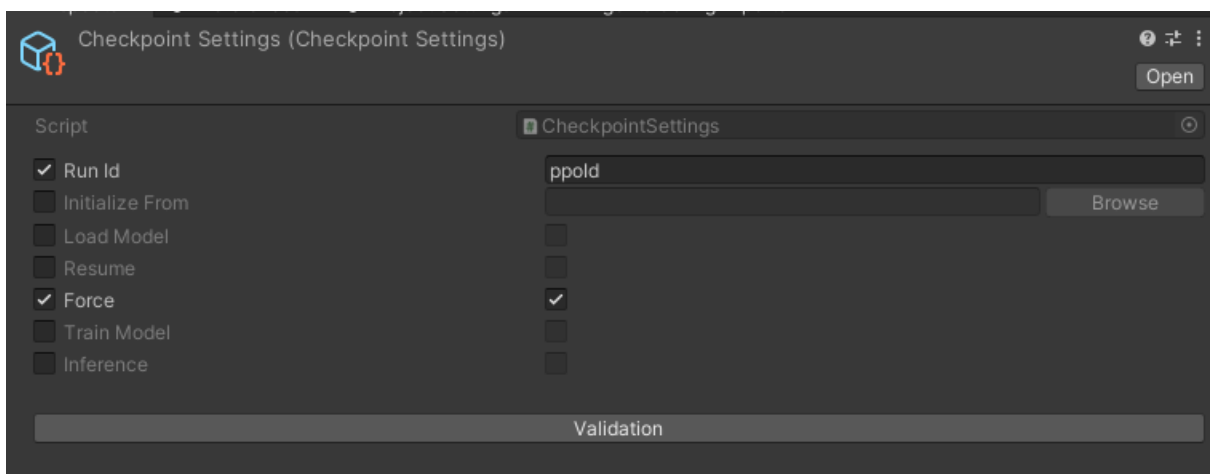 Checkpoint Settings (Checkpoint Settings)
Open
Script CheckpointSettings
Run Id ppoId
Initialize From Browse
Load Model
Resume
Force
Train Model
Inference
Validation